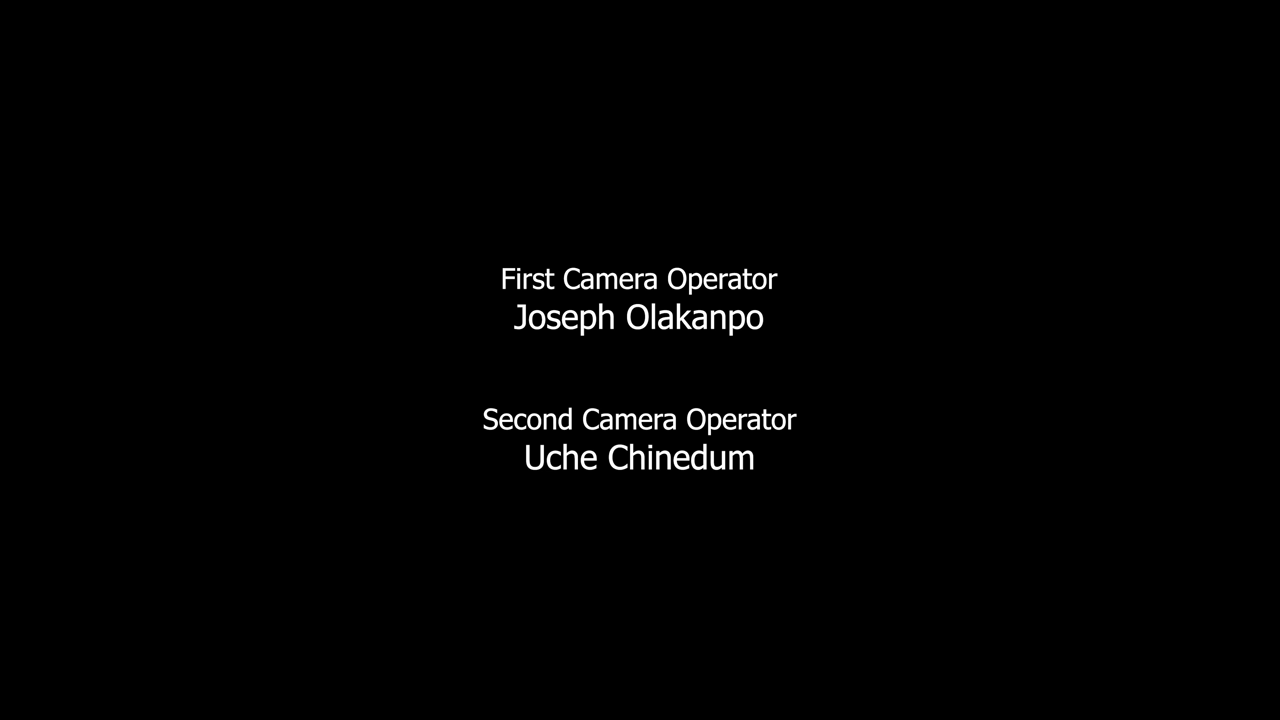 First Camera Operator
Joseph Olakanpo
Second Camera Operator
Uche Chinedum